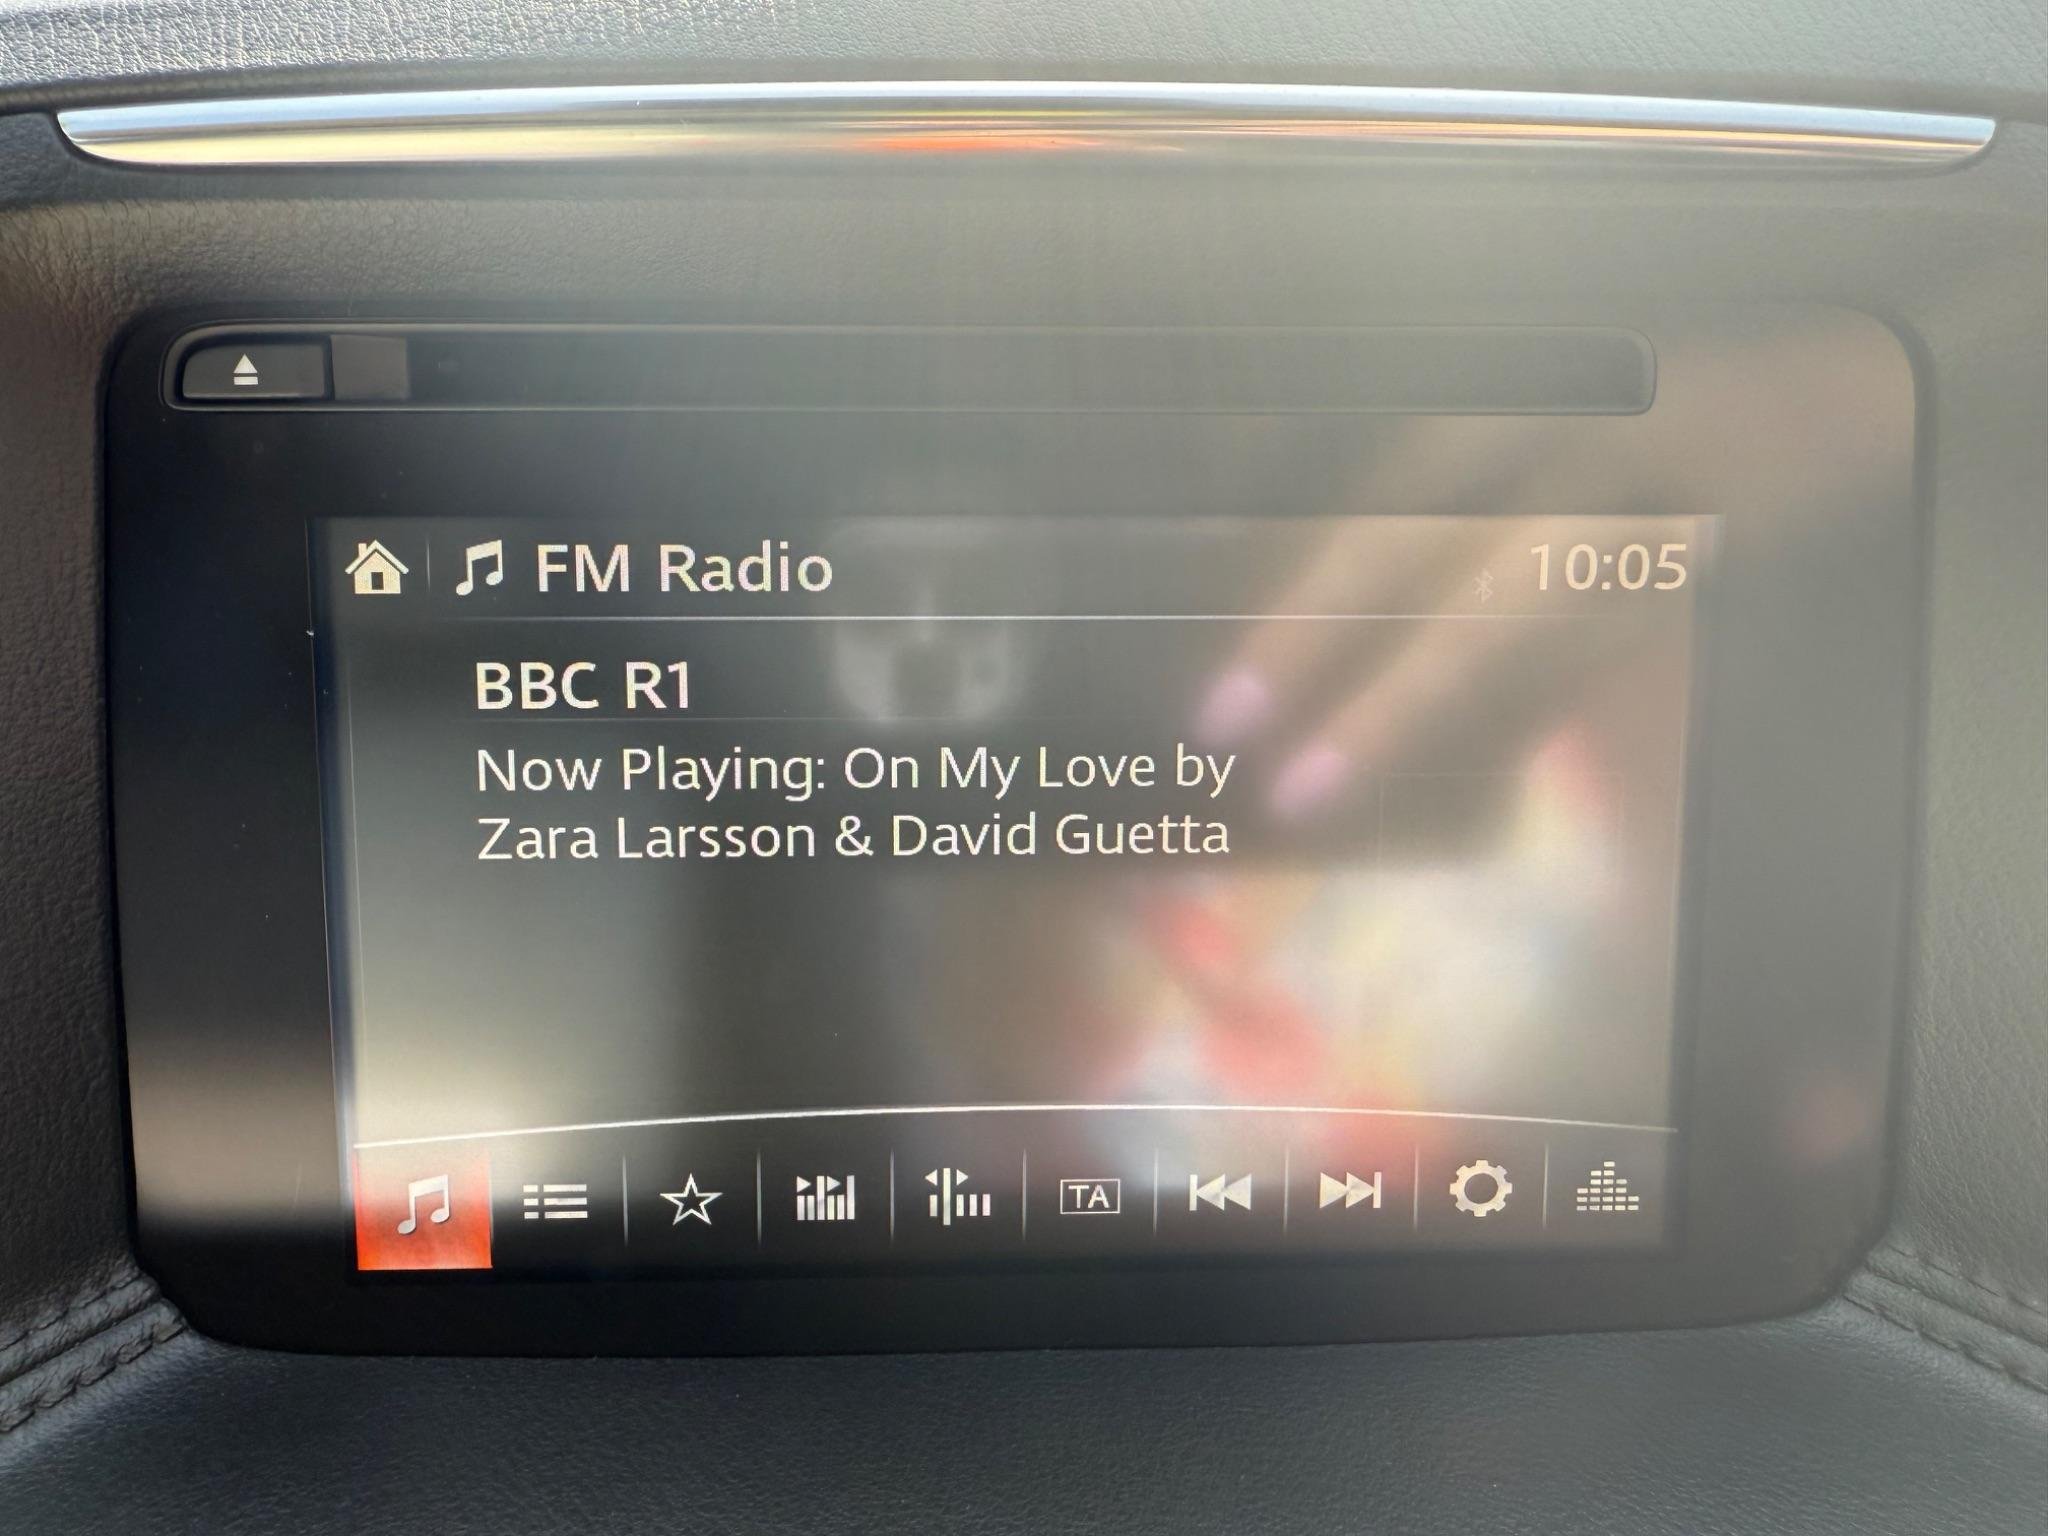 FM Radio
10:05
BBC R1
Now Playing: On My Love by
Zara Larsson & David Guetta
TA